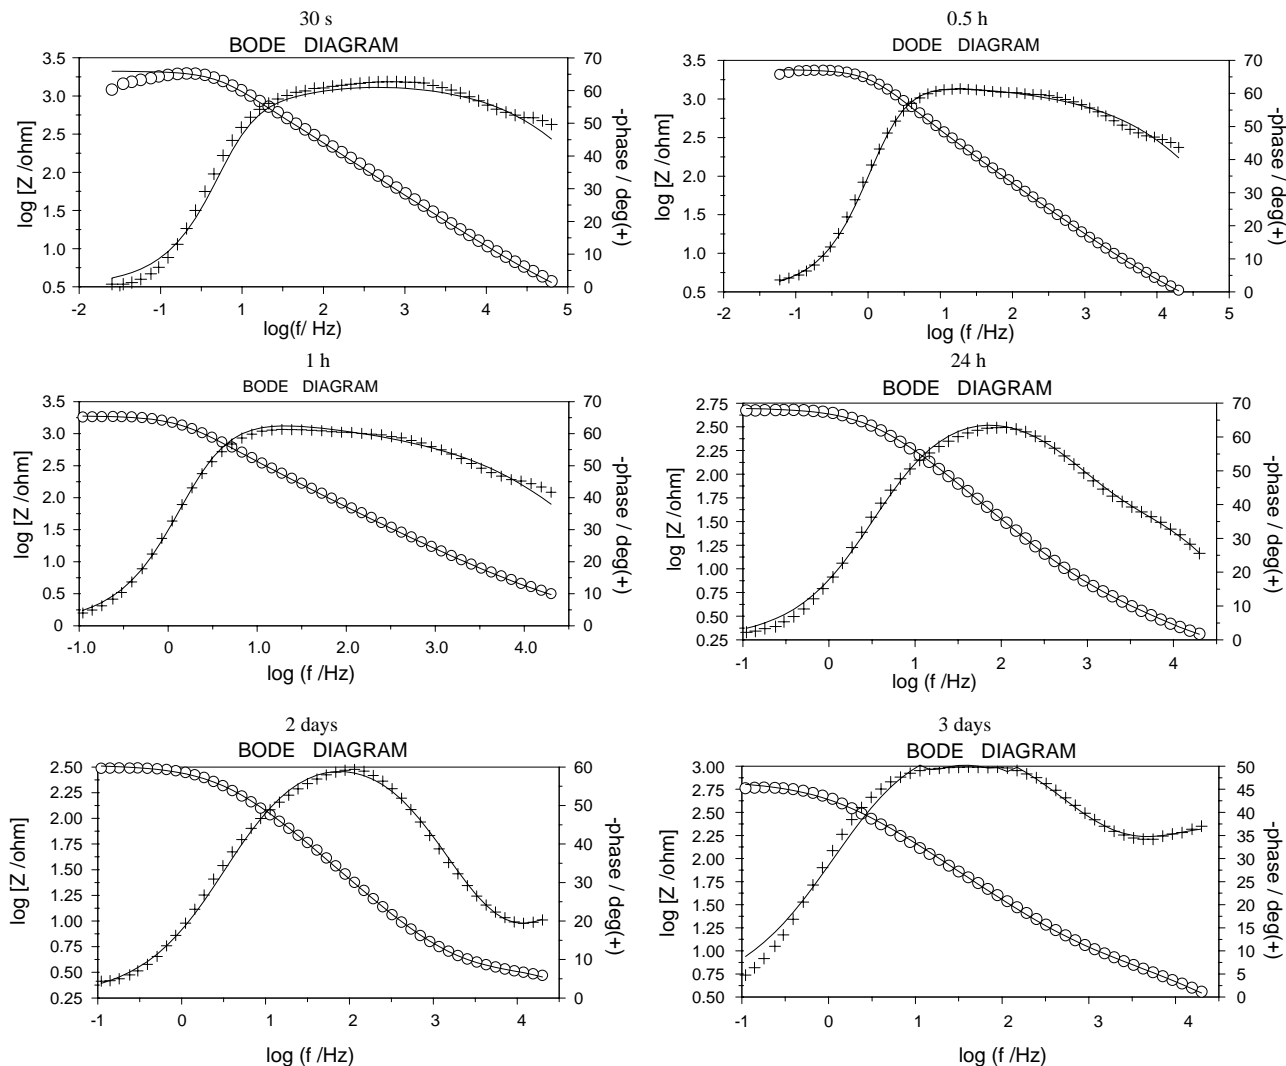 30 s
BODE DIAGRAM
3.5
3.0
2.5
2.0
1.5
1.0
0.5
log [Z /ohm]
70
60
50
40
30
20
10
0
-phase / deg(+)
-2 -1 0 1 2 3 4 5
log(f/ Hz)
0.5 h
DODE DIAGRAM
3.5
3.0
2.5
2.0
1.5
1.0
0.5
log [Z /ohm]
70
60
50
40
30
20
10
0
-phase / deg(+)
-2 -1 0 1 2 3 4 5
log (f /Hz)
1 h
BODE DIAGRAM
3.5
3.0
2.5
2.0
1.5
1.0
0.5
0
log [Z /ohm]
70
60
50
40
30
20
10
0
-phase / deg(+)
-1.0 0 1.0 2.0 3.0 4.0
log (f /Hz)
24 h
BODE DIAGRAM
2.75
2.50
2.25
2.00
1.75
1.50
1.25
1.00
0.75
0.50
0.25
log [Z /ohm]
70
60
50
40
30
20
10
0
-phase / deg(+)
-1 0 1 2 3 4
log (f /Hz)
2 days
BODE DIAGRAM
2.50
2.25
2.00
1.75
1.50
1.25
1.00
0.75
0.50
0.25
log [Z /ohm]
60
50
40
30
20
10
0
-phase / deg(+)
-1 0 1 2 3 4
log (f /Hz)
3 days
BODE DIAGRAM
3.00
2.75
2.50
2.25
2.00
1.75
1.50
1.25
1.00
0.75
0.50
log [Z /ohm]
50
45
40
35
30
25
20
15
10
5
0
-phase / deg(+)
-1 0 1 2 3 4
log (f /Hz)